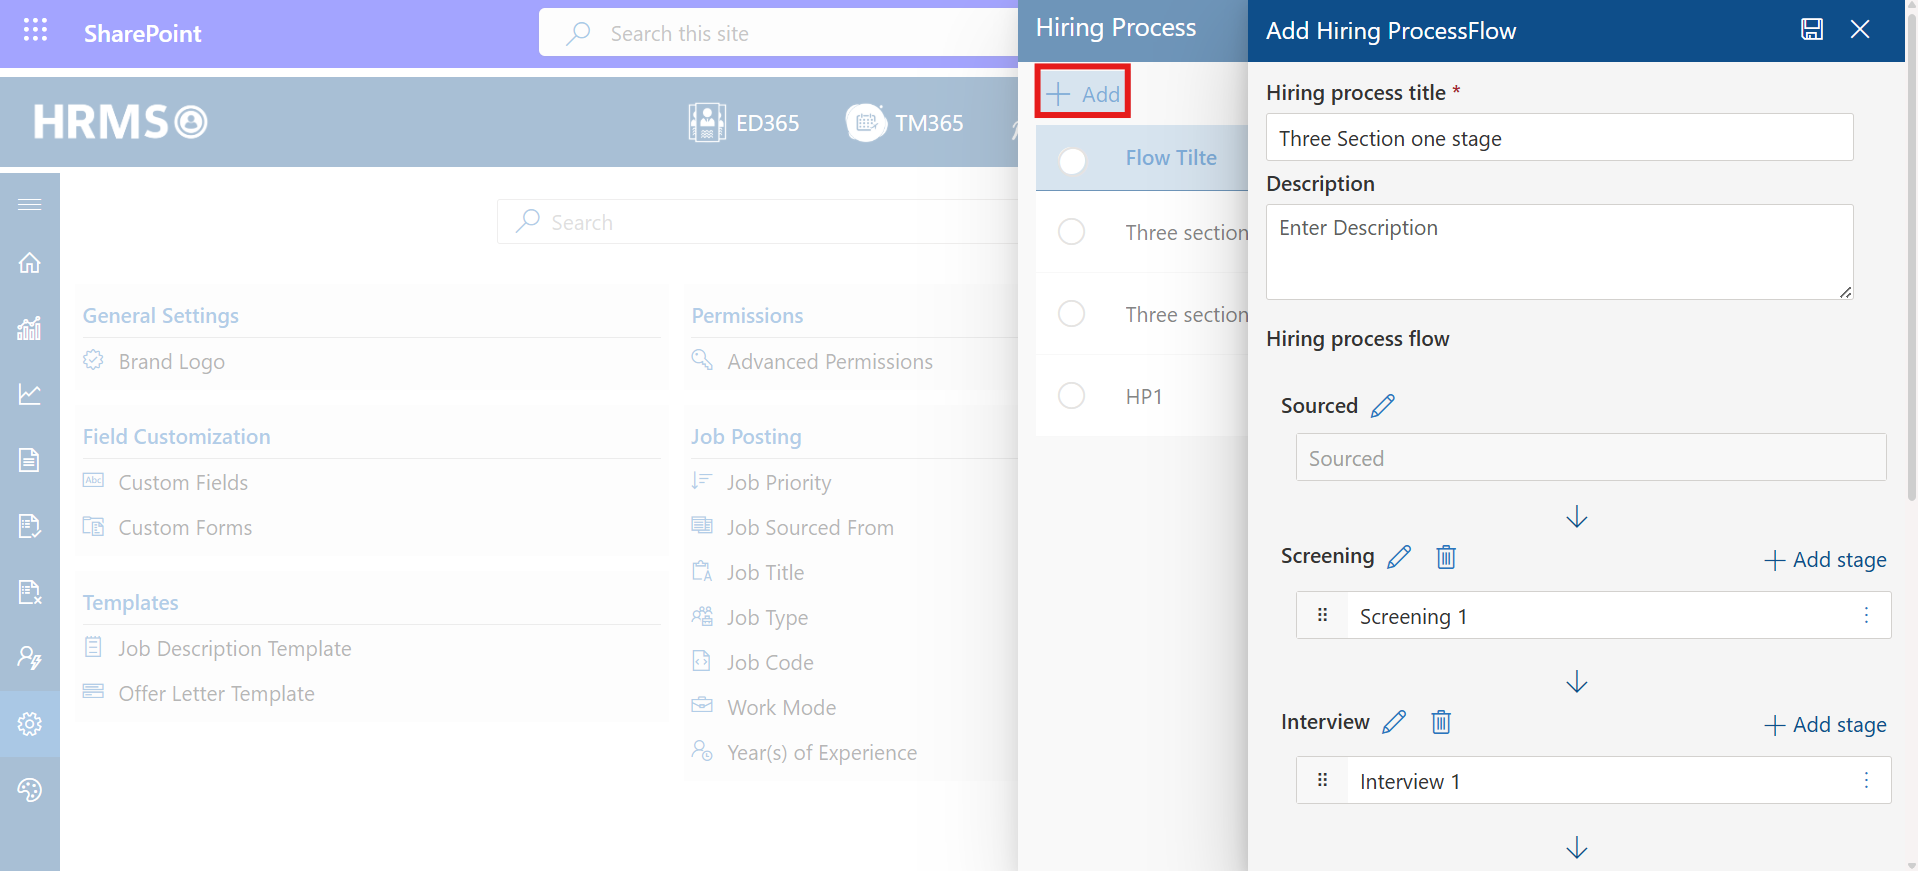 SharePoint
Search this site
HRMS
ED365
TM365
Search
General Settings
Brand Logo
Field Customization
Abc
Custom Fields
Custom Forms
Templates
Job Description Template
Offer Letter Template
Permissions
Advanced Permissions
Job Posting
Job Priority
Job Sourced From
Job Title
Job Type
Job Code
Work Mode
Year(s) of Experience
Hiring Process
Add
Flow Tilte
Three section
Three section
HP1
Add Hiring ProcessFlow
Hiring process title *
Three Section one stage
Description
Enter Description
Hiring process flow
Sourced
Sourced
Screening
Add stage
Screening 1
Interview
Add stage
Interview 1